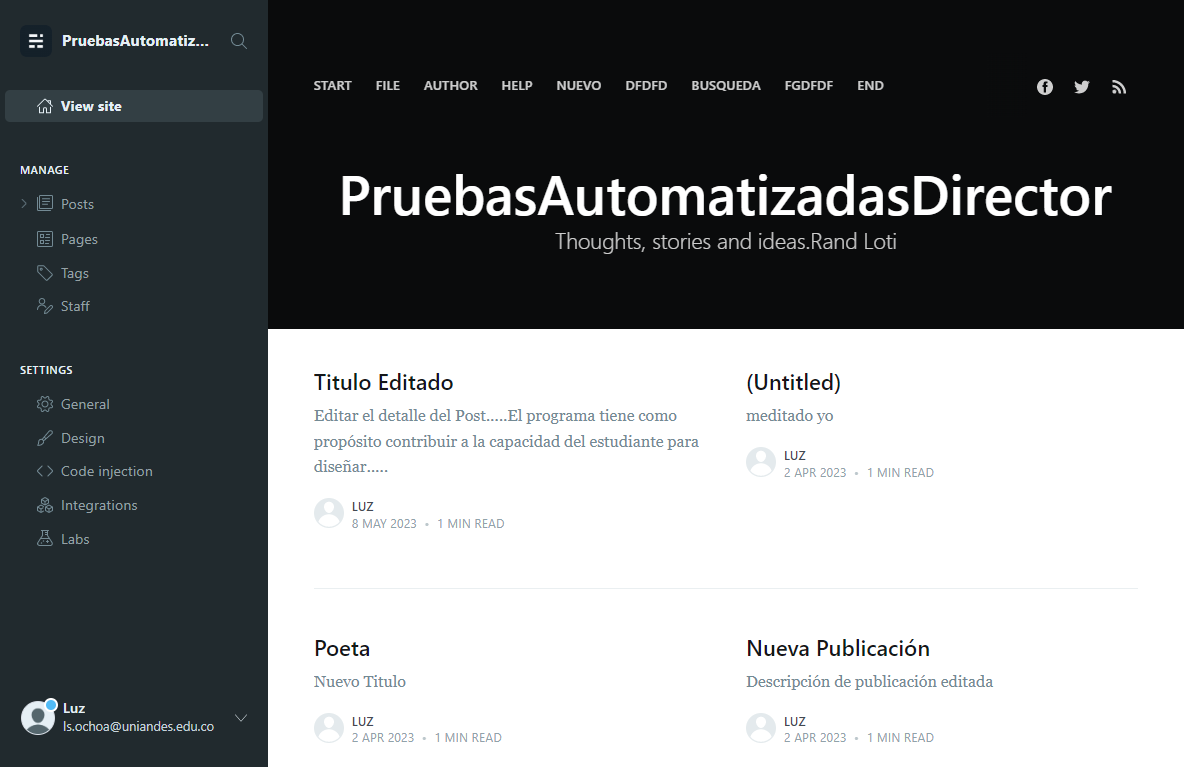 PruebasAutomatiz...
View site
MANAGE
Posts
Pages
Tags
Staff
SETTINGS
General
Design
Code injection
Integrations
Labs
Luz
ls.ochoa@uniandes.edu.co
START FILE AUTHOR HELP NUEVO DFDFD BUSQUEDA FGDFDF END
PruebasAutomatizadasDirector
Thoughts, stories and ideas.Rand Loti
Titulo Editado
Editar el detalle del Post.....El programa tiene como
propósito contribuir a la capacidad del estudiante para
diseñar.....
LUZ
8 MAY 2023 • 1 MIN READ
(Untitled)
meditado yo
LUZ
2 APR 2023 • 1 MIN READ
Poeta
Nuevo Titulo
LUZ
2 APR 2023 • 1 MIN READ
Nueva Publicación
Descripción de publicación editada
LUZ
2 APR 2023 • 1 MIN READ